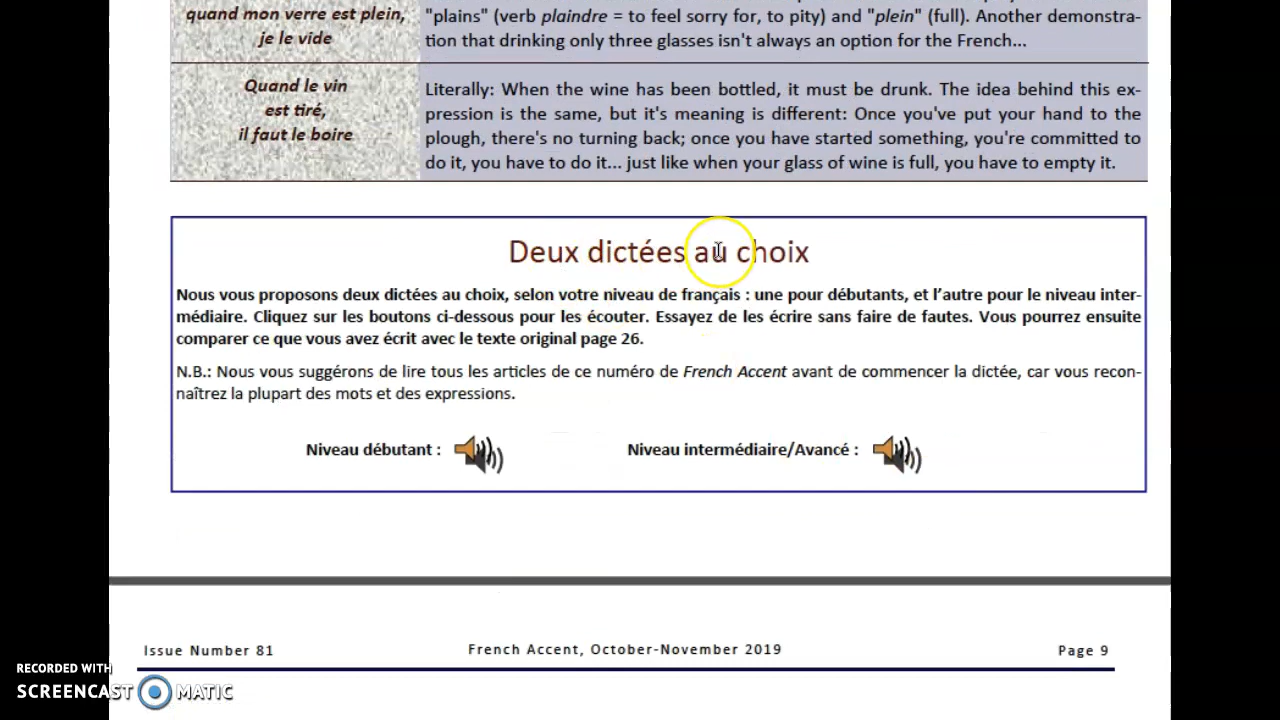 quand mon verre est plein,
je le vide
"plains" (verb plaindre = to feel sorry for, to pity) and "plein" (full). Another demonstra-
tion that drinking only three glasses isn't always an option for the French...
Quand le vin
est tiré,
il faut le boire
Literally: When the wine has been bottled, it must be drunk. The idea behind this ex-
pression is the same, but it's meaning is different: Once you've put your hand to the
plough, there's no turning back; once you have started something, you're committed to
do it, you have to do it... just like when your glass of wine is full, you have to empty it.
Deux dictées au choix
Nous vous proposons deux dictées au choix, selon votre niveau de français : une pour débutants, et l'autre pour le niveau inter-
médiaire. Cliquez sur les boutons ci-dessous pour les écouter. Essayez de les écrire sans faire de fautes. Vous pourrez ensuite
comparer ce que vous avez écrit avec le texte original page 26.
N.B.: Nous vous suggérons de lire tous les articles de ce numéro de French Accent avant de commencer la dictée, car vous recon-
naîtrez la plupart des mots et des expressions.
Niveau débutant :
Niveau intermédiaire/Avancé :
Issue Number 81
French Accent, October-November 2019
Page 9
RECORDED WITH
SCREENCAST MATIC